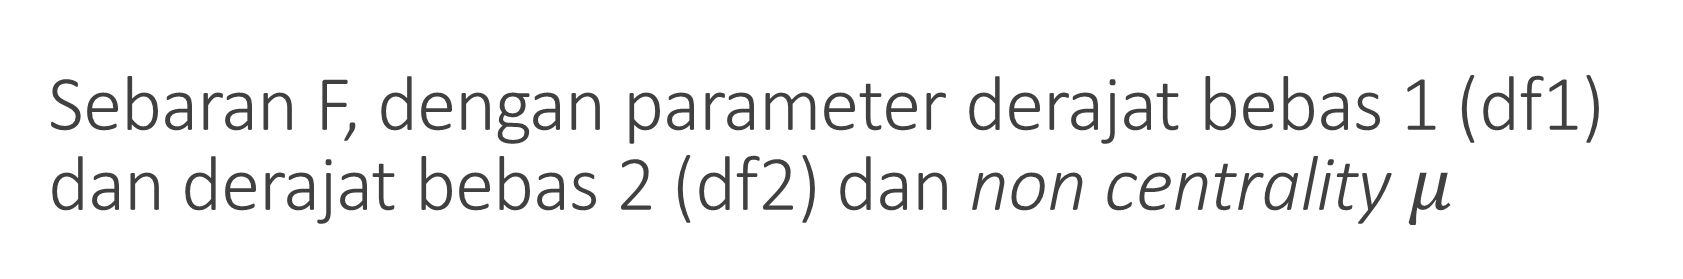 Sebaran F, dengan parameter derajat bebas 1 (df1)
dan derajat bebas 2 (df2) dan non centrality μ